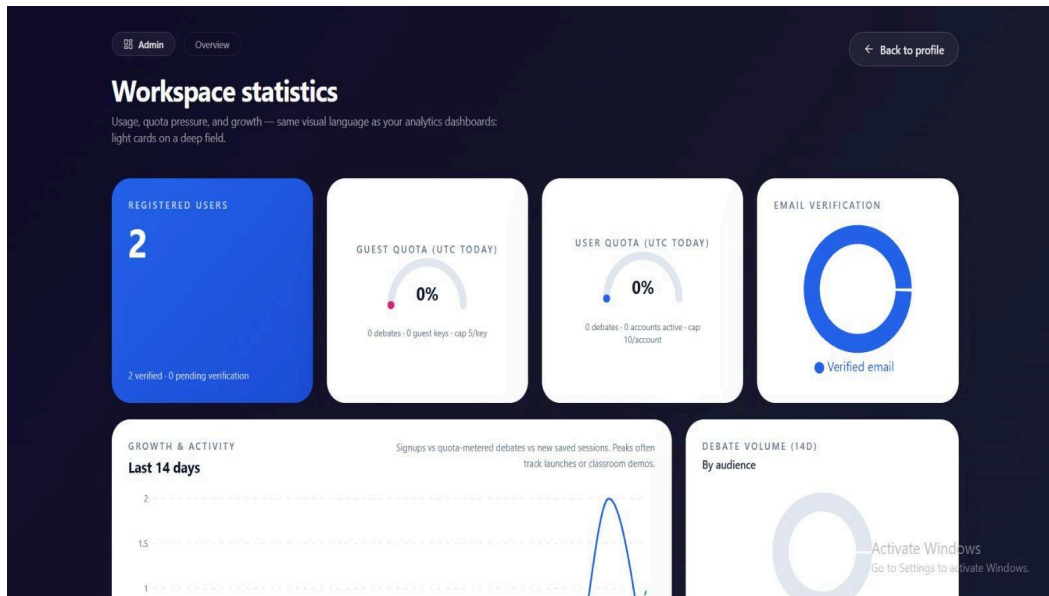 Admin
Overview
Back to profile
Workspace statistics
Usage, quota pressure, and growth — same visual language as your analytics dashboards:
light cards on a deep field.
REGISTERED USERS
2
2 verified · 0 pending verification
GUEST QUOTA (UTC TODAY)
0%
0 debates · 0 guest keys · cap 5/key
USER QUOTA (UTC TODAY)
0%
0 debates · 0 accounts active · cap
10/account
EMAIL VERIFICATION
Verified email
GROWTH & ACTIVITY
Last 14 days
Signups vs quota-metered debates vs new saved sessions. Peaks often
track launches or classroom demos.
2
1.5
1
DEBATE VOLUME (14D)
By audience
Activate Windows
Go to Settings to activate Windows.